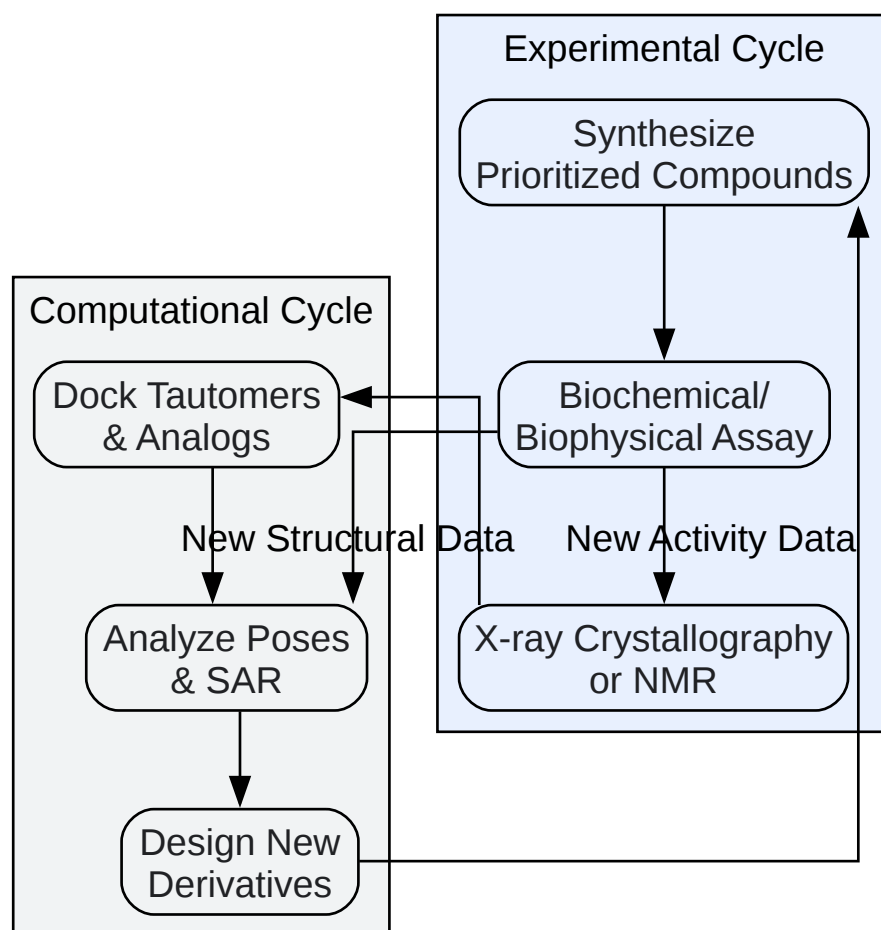 Experimental Cycle
Synthesize
Prioritized Compounds
Computational Cycle
Dock Tautomers
& Analogs
Biochemical/
Biophysical Assay
New Structural Data
New Activity Data
Analyze Poses
& SAR
X-ray Crystallography
or NMR
Design New
Derivatives